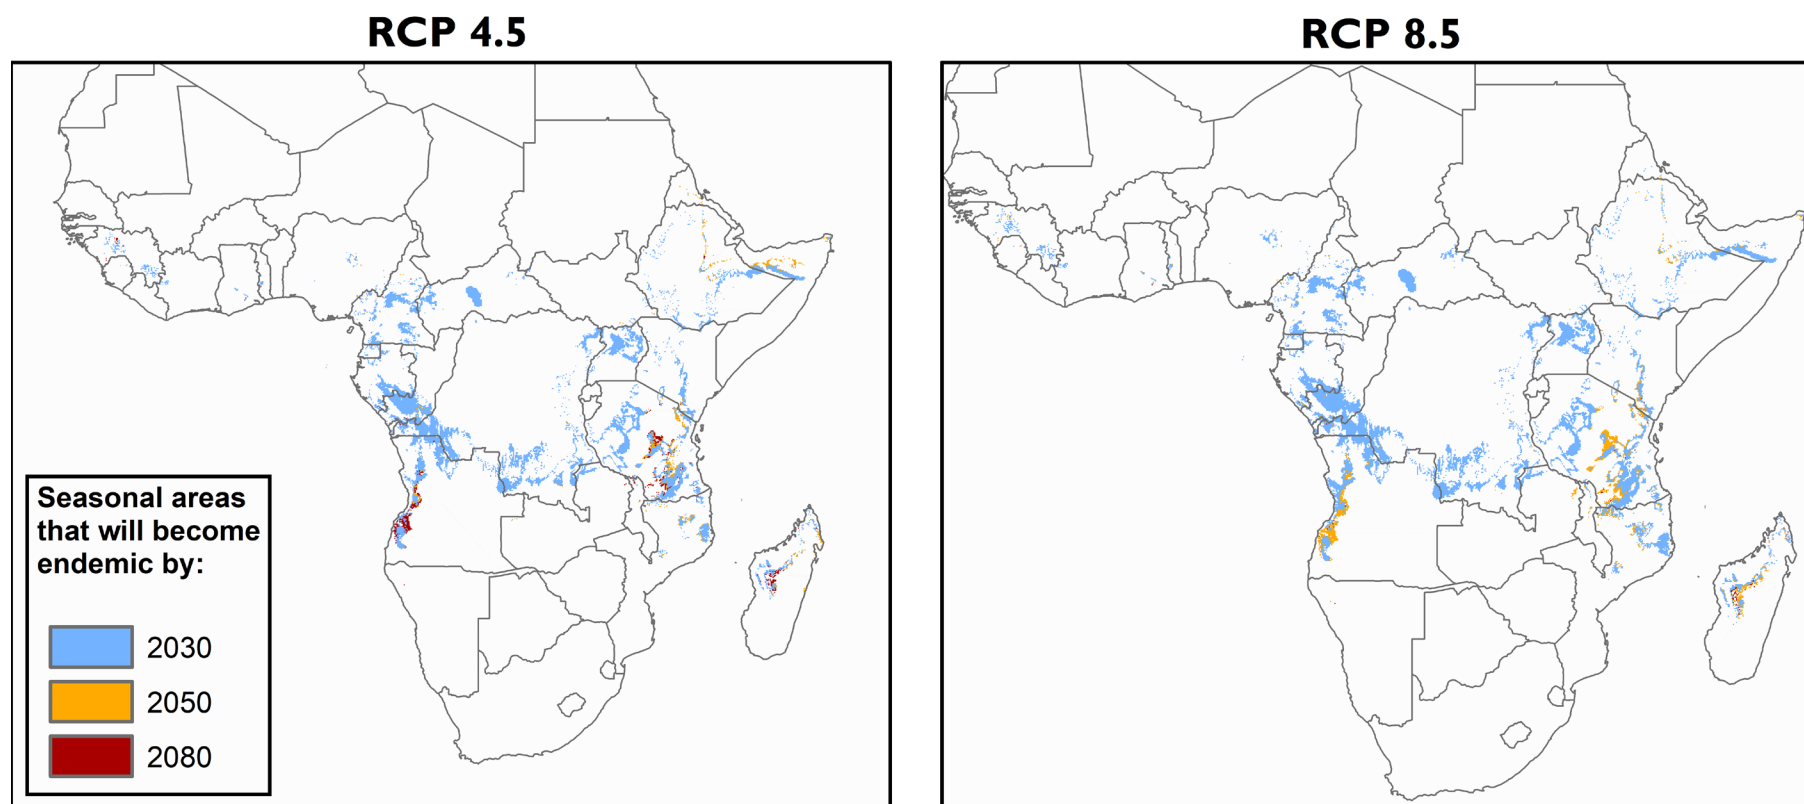 RCP 4.5
RCP 8.5
Seasonal areas
that will become
endemic by:
2030
2050
2080